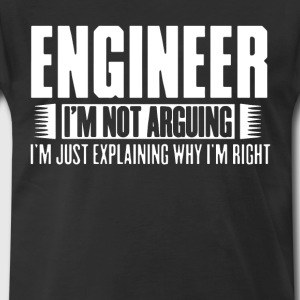 ENGINEER
I'M NOT ARGUING
I'M JUST EXPLAINING WHY I'M RIGHT